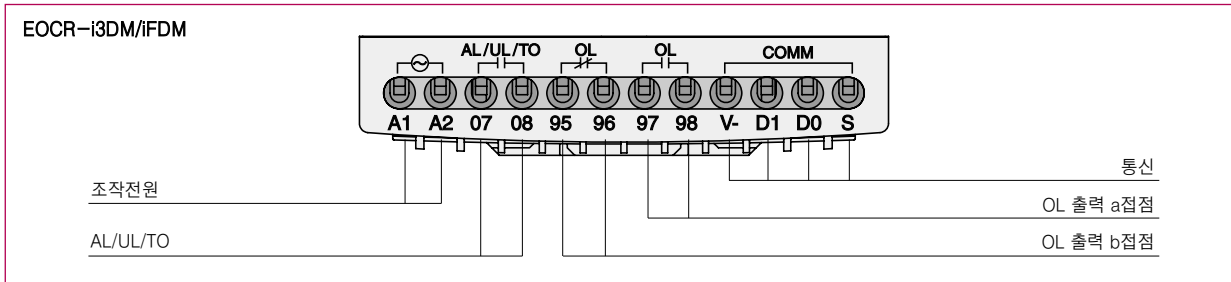 EOCR-i3DM/iFDM
AL/UL/TO OL OL COMM
A1 A2 07 08 95 96 97 98 V- D1 D0 S
조작전원
AL/UL/TO
통신
OL 출력 a접점
OL 출력 b접점